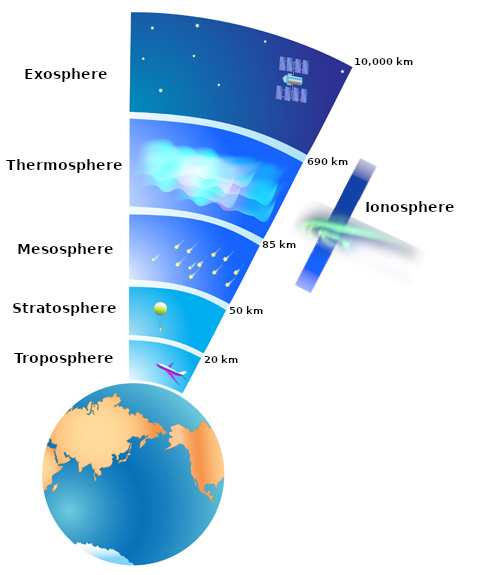 10,000 km
Exosphere
690 km
Thermosphere
Ionosphere
85 km
Mesosphere
50 km
Stratosphere
20 km
Troposphere